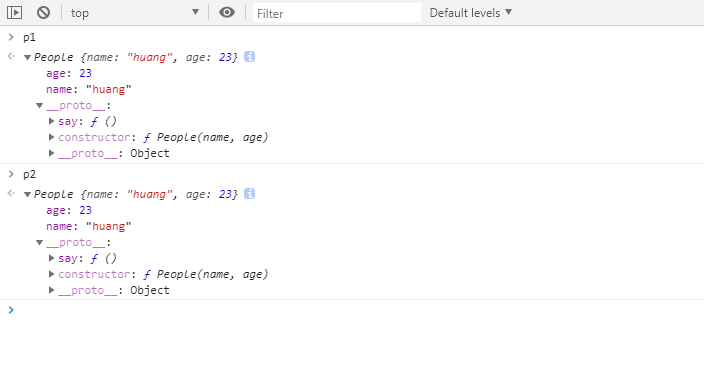 top
Filter
Default levels
p1
People {name: "huang", age: 23}
age: 23
name: "huang"
__proto__:
say: ƒ ()
constructor: ƒ People(name, age)
__proto__: Object
p2
People {name: "huang", age: 23}
age: 23
name: "huang"
__proto__:
say: ƒ ()
constructor: ƒ People(name, age)
__proto__: Object